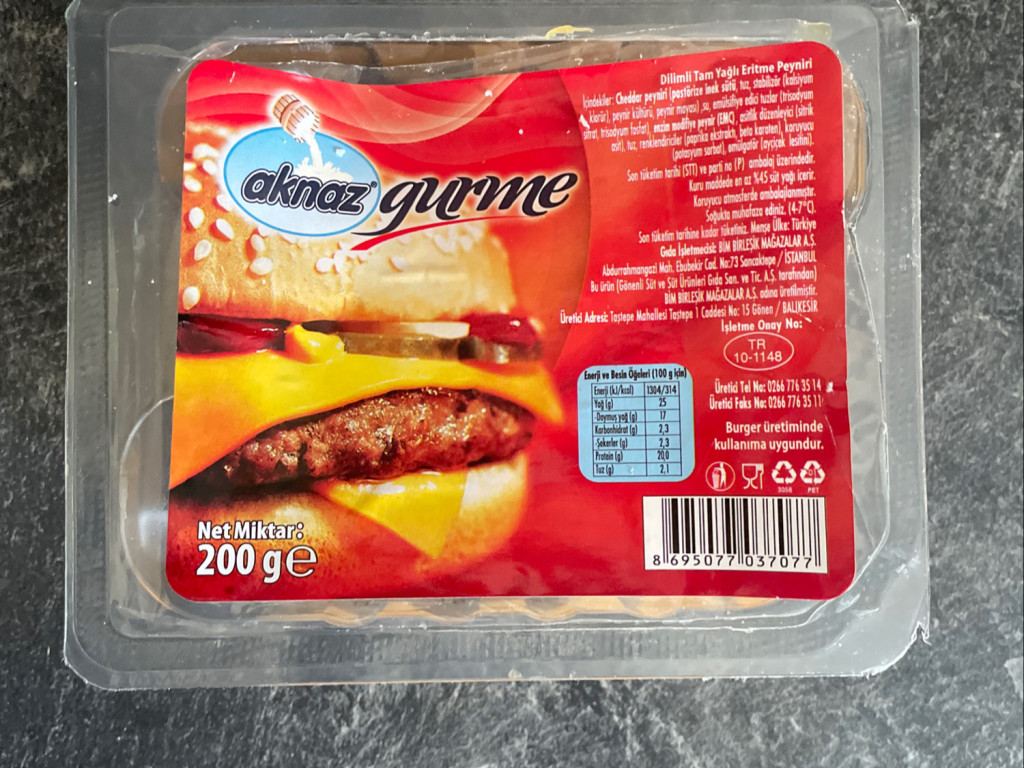 aknaz
gurme
Dilimli Tam Yağlı Eritme Peyniri
İçindekiler: Cheddar peyniri (pastörize inek sütü, tuz, stabilizör (kalsiyum
klorür), peynir kültürü, peynir mayası) ,su, emülsifiye edici tuzlar (trisodyum
sitrat, trisodyum fosfat), enzim modifiye peynir (EMC), asitlik düzenleyici (sitrik
asit), tuz, renklendiriciler (paprika ekstraktı, beta karoten), koruyucu
(potasyum sorbat), emülgatör (ayçiçek lesitini).
Son tüketim tarihi (STT) ve parti no (P) ambalaj üzerindedir.
Kuru maddede en az %45 süt yağı içerir.
Koruyucu atmosferde ambalajlanmıştır.
Soğukta muhafaza ediniz. (4-7°C).
Son tüketim tarihine kadar tüketiniz. Menşe Ülke: Türkiye
Gıda İşletmecisi: BİM BİRLEŞİK MAĞAZALAR A.Ş.
Abdurrahmangazi Mah. Ebubekir Cad. No:73 Sancaktepe / İSTANBUL
Bu ürün (Gönenli Süt ve Süt Ürünleri Gıda San. ve Tic. A.Ş. tarafından)
BİM BİRLEŞİK MAĞAZALAR A.Ş. adına üretilmiştir.
Üretici Adresi: Taştepe Mahallesi Taştepe 1 Caddesi No: 15 Gönen / BALIKESİR
İşletme Onay No:
TR
10-1148
Enerji ve Besin Öğeleri (100 g için)
Enerji (kJ/kcal) 1304/314
Yağ (g) 25
-Doymuş yağ (g) 17
Karbonhidrat (g) 2,3
-Şekerler (g) 2,3
Protein (g) 20,0
Tuz (g) 2,1
Üretici Tel No: 0266 776 35 14
Üretici Faks No: 0266 776 35 11
Burger üretiminde
kullanıma uygundur.
3058
01
PET
Net Miktar:
200 g e
8 695077 037077